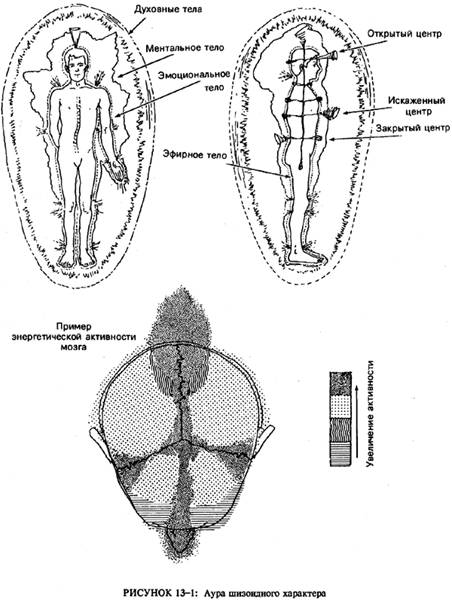 Духовные тела
Ментальное тело
Эмоциональное
тело
Открытый центр
Искаженный
центр
Закрытый центр
Эфирное тело
Пример
энергетической активности
мозга
Увеличение активности
РИСУНОК 13–1: Аура шизоидного характера